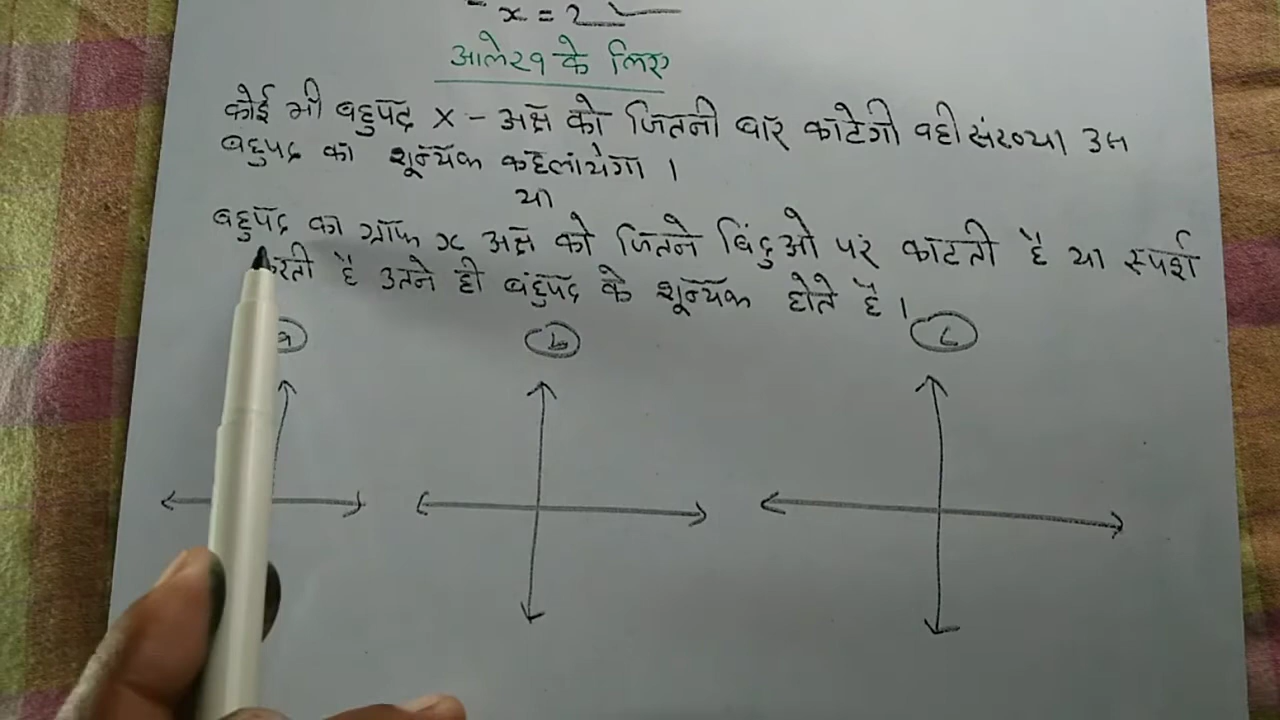 x = 2
आलेख के लिए
कोई भी बहुपद x - अक्ष को जितनी बार काटेगी वही संख्या उस
बहुपद का शून्यक कहलायेगा ।
या
बहुपद का ग्राफ x अक्ष को जितने बिंदुओ पर काटती है या स्पर्श
करती है उतने ही बहुपद के शून्यक होते है ।
a b c